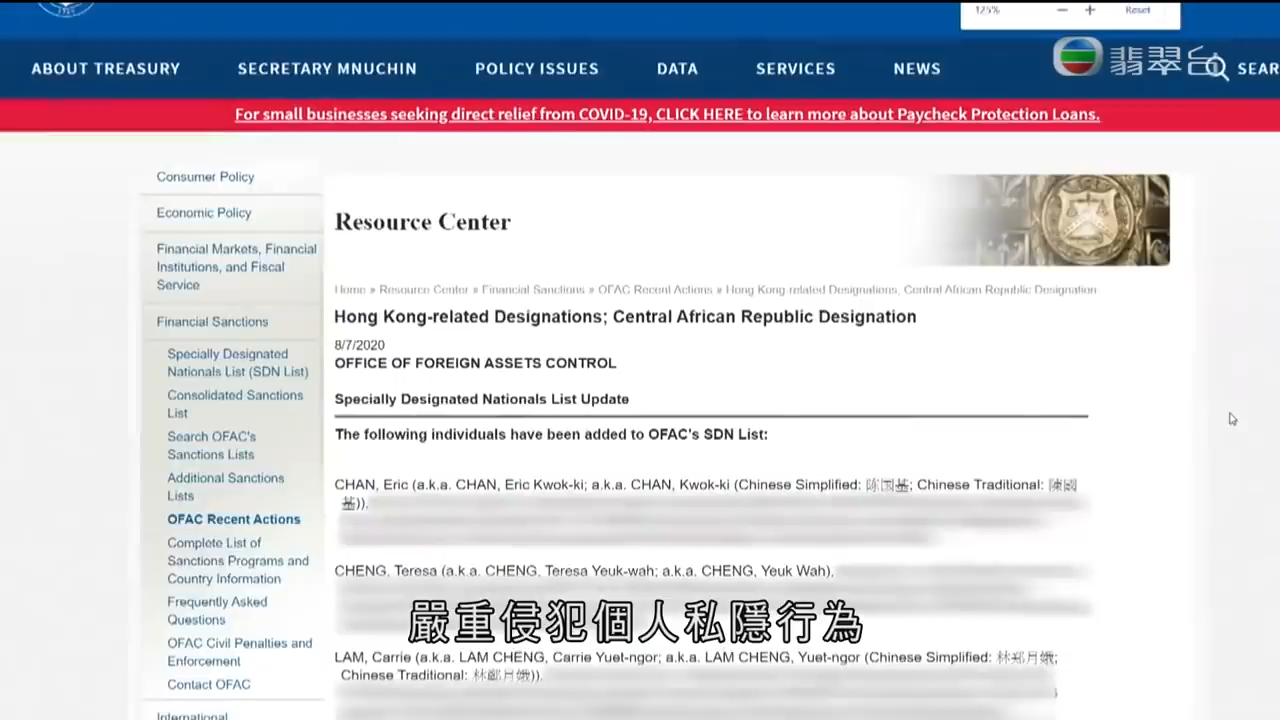 125%
Reset
翡翠台
ABOUT TREASURY
SECRETARY MNUCHIN
POLICY ISSUES
DATA
SERVICES
NEWS
SEAR
For small businesses seeking direct relief from COVID-19, CLICK HERE to learn more about Paycheck Protection Loans.
Consumer Policy
Economic Policy
Financial Markets, Financial
Institutions, and Fiscal
Service
Financial Sanctions
Specially Designated
Nationals List (SDN List)
Consolidated Sanctions
List
Search OFAC's
Sanctions Lists
Additional Sanctions
Lists
OFAC Recent Actions
Complete List of
Sanctions Programs and
Country Information
Frequently Asked
Questions
OFAC Civil Penalties and
Enforcement
Contact OFAC
International
Resource Center
Home » Resource Center » Financial Sanctions » OFAC Recent Actions » Hong Kong-related Designations; Central African Republic Designation
Hong Kong-related Designations; Central African Republic Designation
8/7/2020
OFFICE OF FOREIGN ASSETS CONTROL
Specially Designated Nationals List Update
The following individuals have been added to OFAC's SDN List:
CHAN, Eric (a.k.a. CHAN, Eric Kwok-ki; a.k.a. CHAN, Kwok-ki (Chinese Simplified: 陈国基; Chinese Traditional: 陳國
基)),
CHENG, Teresa (a.k.a. CHENG, Teresa Yeuk-wah; a.k.a. CHENG, Yeuk Wah),
嚴重侵犯個人私隱行為
LAM, Carrie (a.k.a. LAM CHENG, Carrie Yuet-ngor; a.k.a. LAM CHENG, Yuet-ngor (Chinese Simplified: 林郑月娥;
Chinese Traditional: 林鄭月娥)),